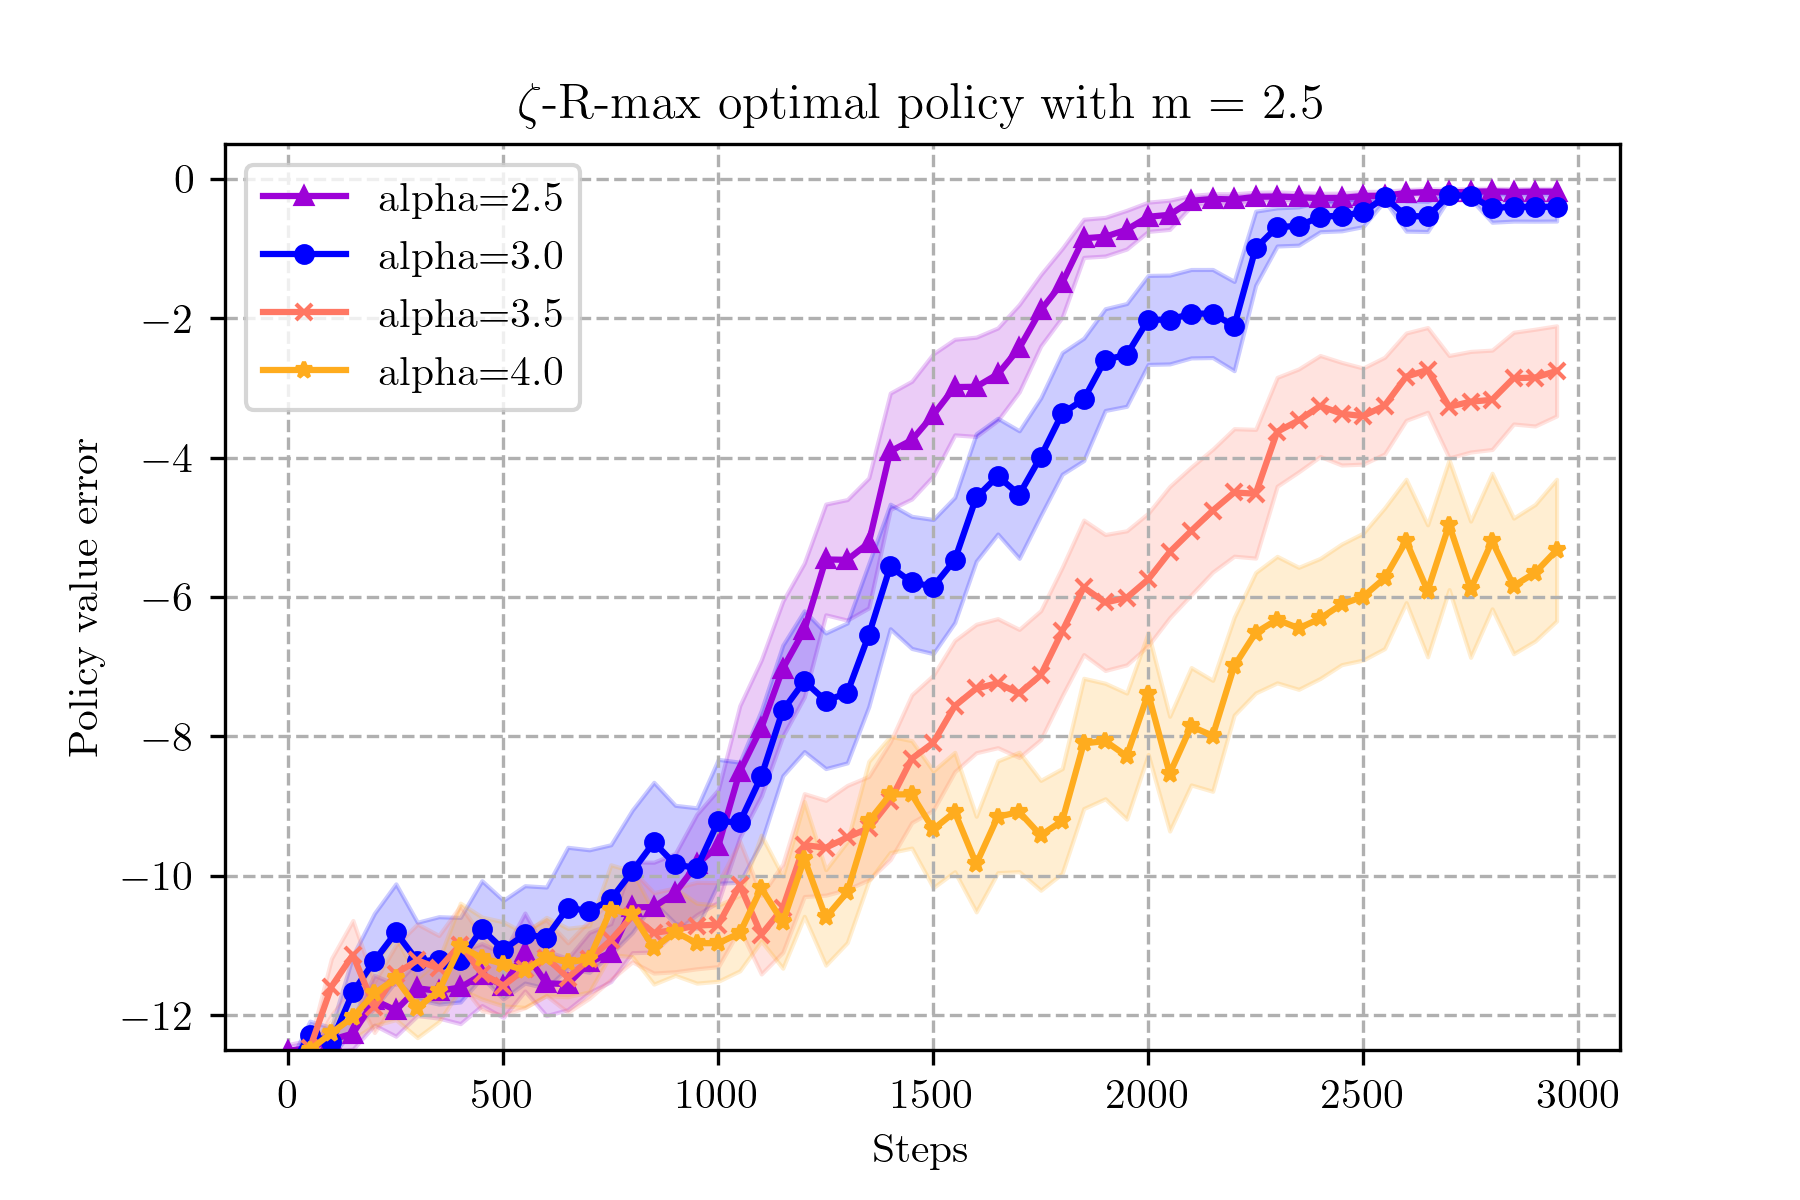 ζ-R-max optimal policy with m = 2.5
alpha=2.5
alpha=3.0
alpha=3.5
alpha=4.0
Policy value error
0
−2
−4
−6
−8
−10
−12
0 500 1000 1500 2000 2500 3000
Steps